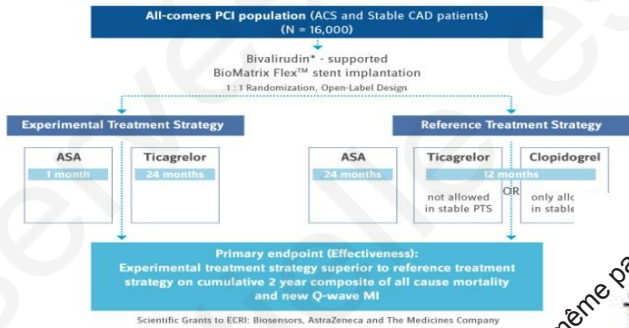 All-comers PCI population (ACS and Stable CAD patients)
(N = 16,000)
Bivalirudin* - supported
BioMatrix Flex™ stent implantation
1 : 1 Randomization, Open-Label Design
Experimental Treatment Strategy
Reference Treatment Strategy
ASA
1 month
Ticagrelor
24 months
ASA
24 months
Ticagrelor
Clopidogrel
12 months
OR
not allowed
in stable PTS
only
in stable
Primary endpoint (Effectiveness):
Experimental treatment strategy superior to reference treatment
strategy on cumulative 2 year composite of all cause mortality
and new Q-wave MI
Scientific Grants to ECRI: Biosensors, AstraZeneca and The Medicines Company
même